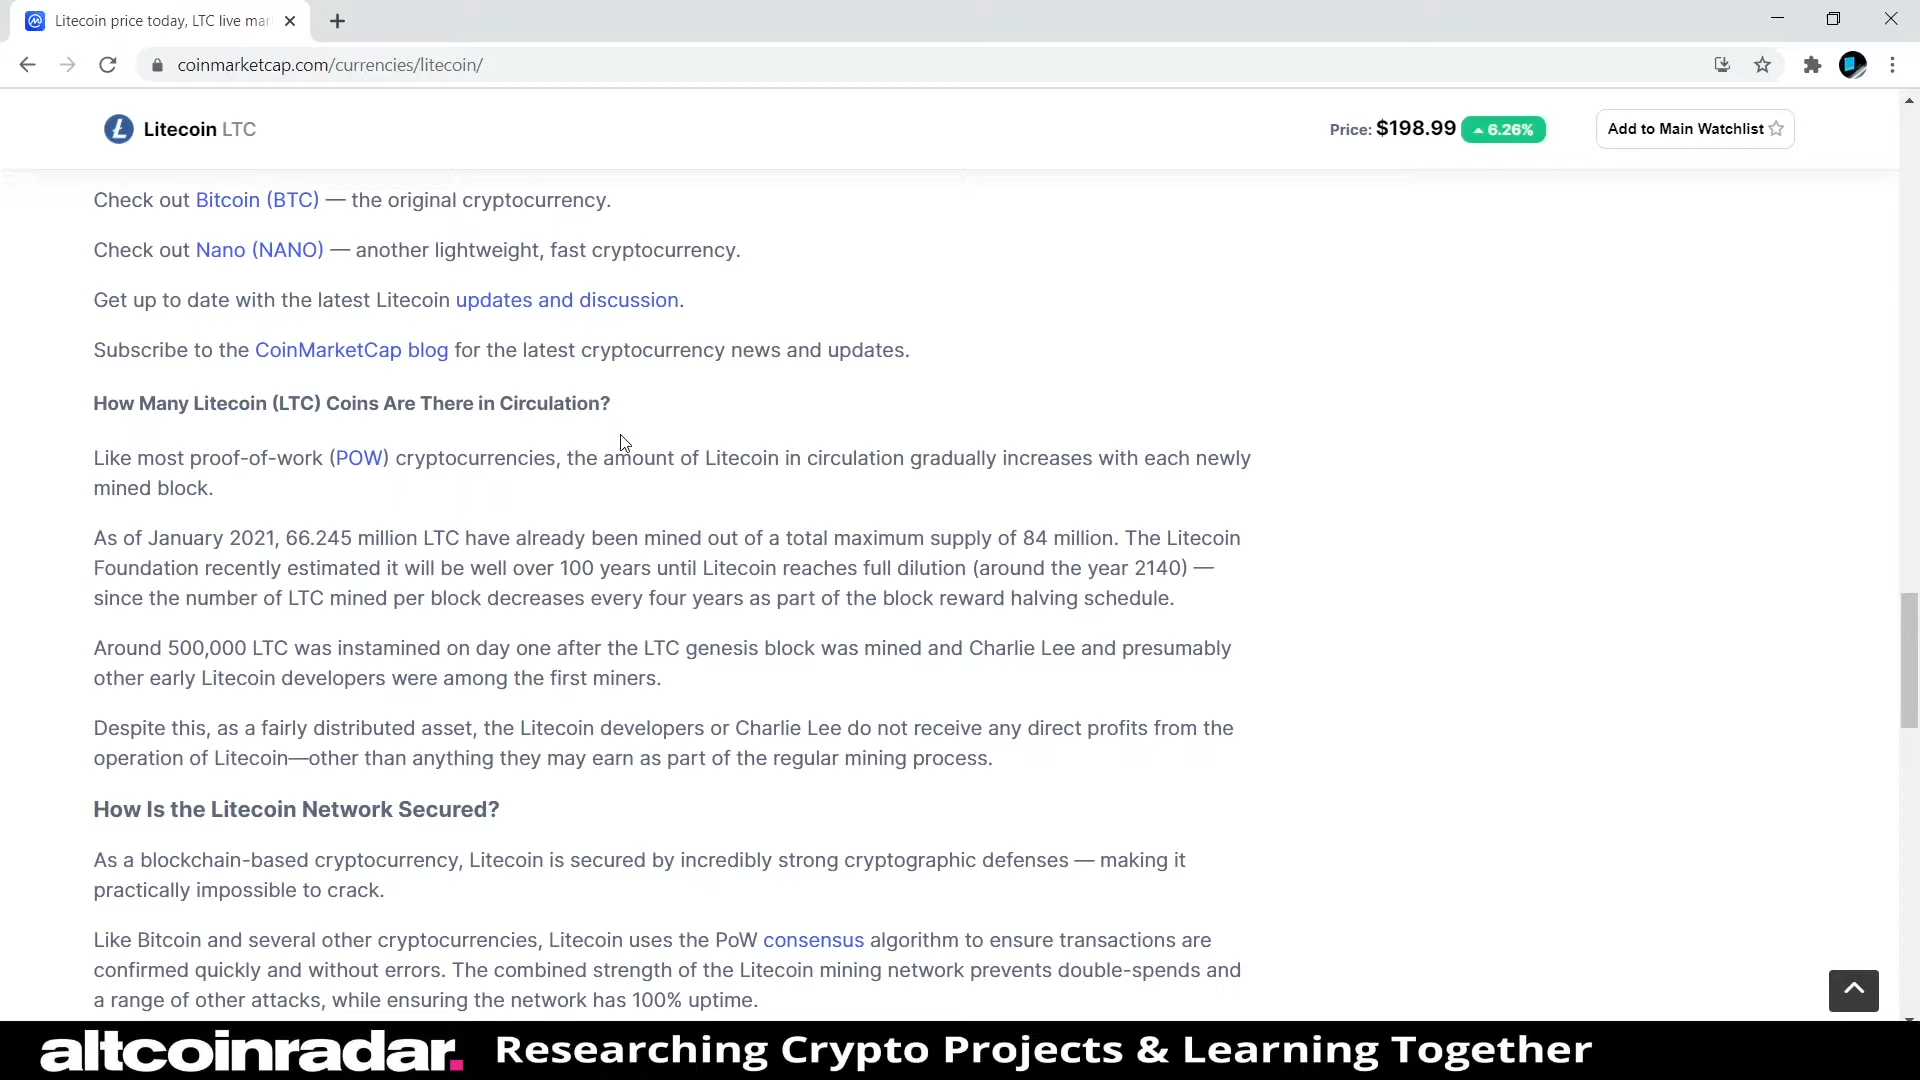 Litecoin price today, LTC live mar
coinmarketcap.com/currencies/litecoin/
Litecoin LTC
Price: $198.99 6.26%
Add to Main Watchlist
Check out Bitcoin (BTC) — the original cryptocurrency.
Check out Nano (NANO) — another lightweight, fast cryptocurrency.
Get up to date with the latest Litecoin updates and discussion.
Subscribe to the CoinMarketCap blog for the latest cryptocurrency news and updates.
How Many Litecoin (LTC) Coins Are There in Circulation?
Like most proof-of-work (POW) cryptocurrencies, the amount of Litecoin in circulation gradually increases with each newly
mined block.
As of January 2021, 66.245 million LTC have already been mined out of a total maximum supply of 84 million. The Litecoin
Foundation recently estimated it will be well over 100 years until Litecoin reaches full dilution (around the year 2140) —
since the number of LTC mined per block decreases every four years as part of the block reward halving schedule.
Around 500,000 LTC was instamined on day one after the LTC genesis block was mined and Charlie Lee and presumably
other early Litecoin developers were among the first miners.
Despite this, as a fairly distributed asset, the Litecoin developers or Charlie Lee do not receive any direct profits from the
operation of Litecoin—other than anything they may earn as part of the regular mining process.
How Is the Litecoin Network Secured?
As a blockchain-based cryptocurrency, Litecoin is secured by incredibly strong cryptographic defenses — making it
practically impossible to crack.
Like Bitcoin and several other cryptocurrencies, Litecoin uses the PoW consensus algorithm to ensure transactions are
confirmed quickly and without errors. The combined strength of the Litecoin mining network prevents double-spends and
a range of other attacks, while ensuring the network has 100% uptime.
altcoinradar. Researching Crypto Projects & Learning Together